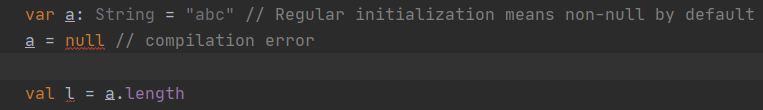 var a: String = "abc" // Regular initialization means non-null by default
a = null // compilation error
val l = a.length